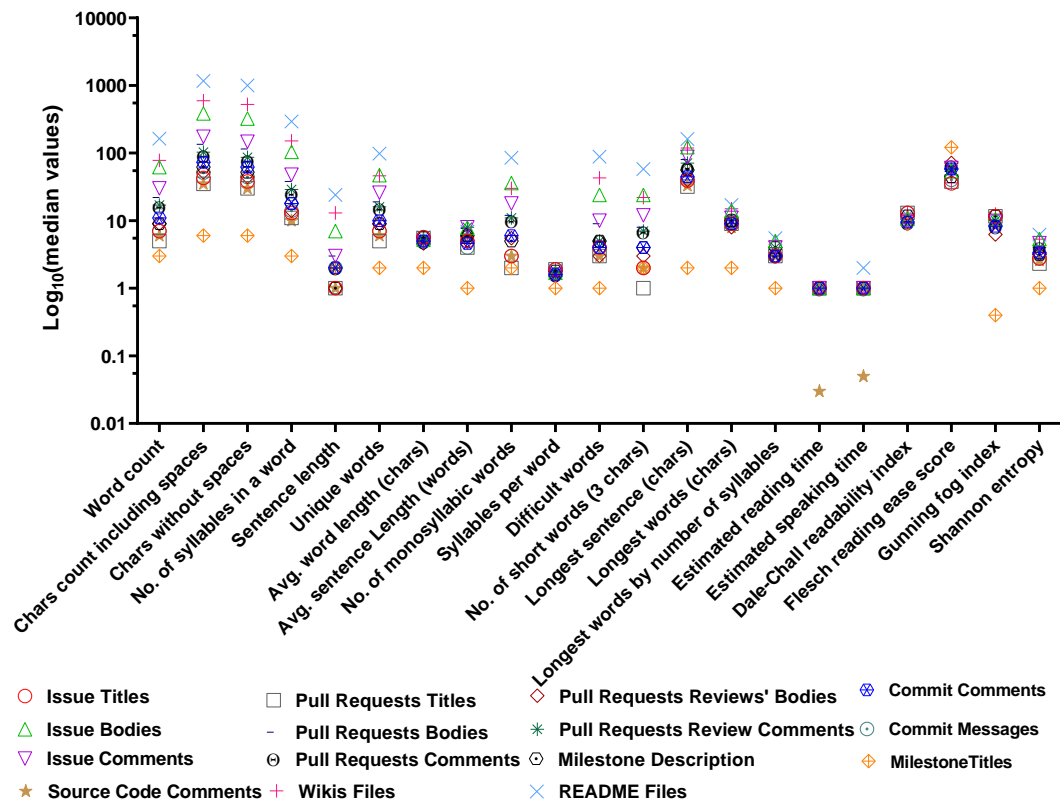 Log10(median values)
10000
1000
100
10
1
0.1
0.01
Word count
Chars count including spaces
Chars without spaces
No. of syllables in a word
Sentence length
Unique words
Avg. word length (chars)
Avg. sentence Length (words)
No. of monosyllabic words
Syllables per word
Difficult words
No. of short words (3 chars)
Longest sentence (chars)
Longest words (chars)
Longest words by number of syllables
Estimated reading time
Estimated speaking time
Dale-Chall readability index
Flesch reading ease score
Gunning fog index
Shannon entropy
Issue Titles
Pull Requests Titles
Pull Requests Reviews' Bodies
Commit Comments
Issue Bodies
Pull Requests Bodies
Pull Requests Review Comments
Commit Messages
Issue Comments
Pull Requests Comments
Milestone Description
MilestoneTitles
Source Code Comments
Wikis Files
README Files